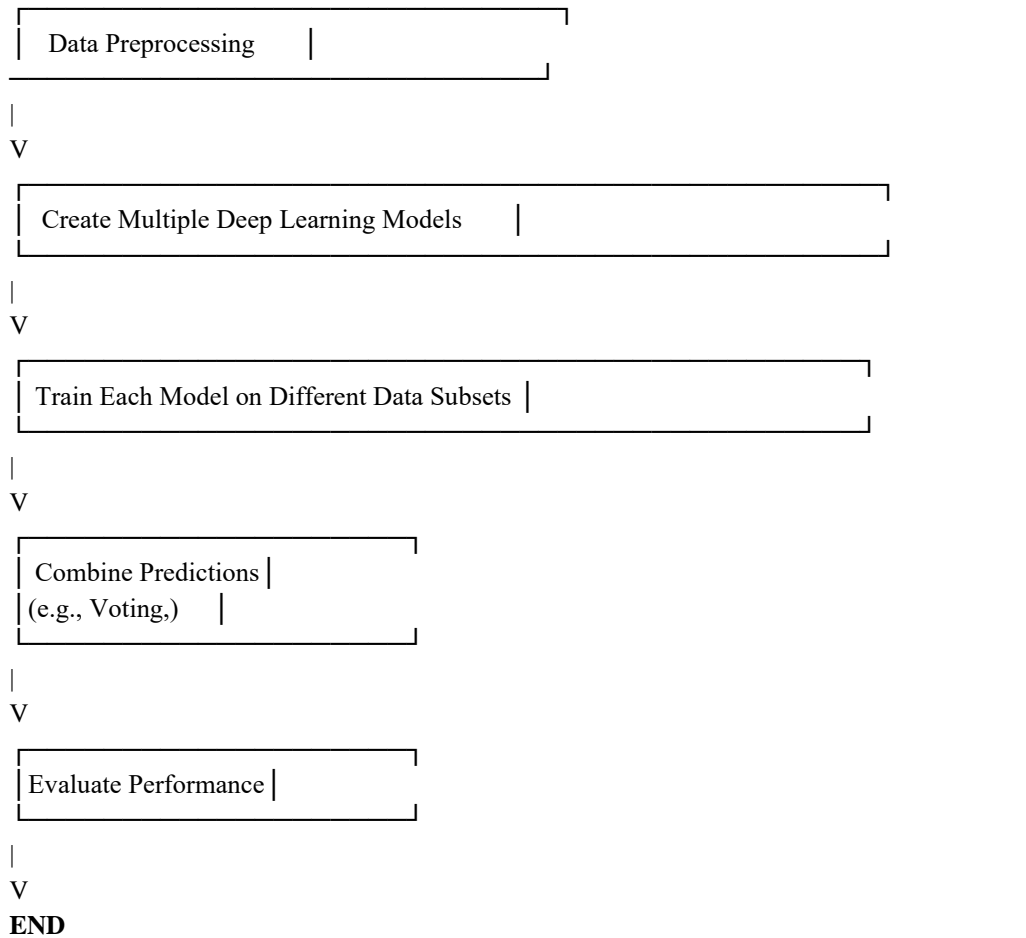 Data Preprocessing
|
V
Create Multiple Deep Learning Models
|
V
Train Each Model on Different Data Subsets
|
V
Combine Predictions
(e.g., Voting,)
|
V
Evaluate Performance
|
V
END